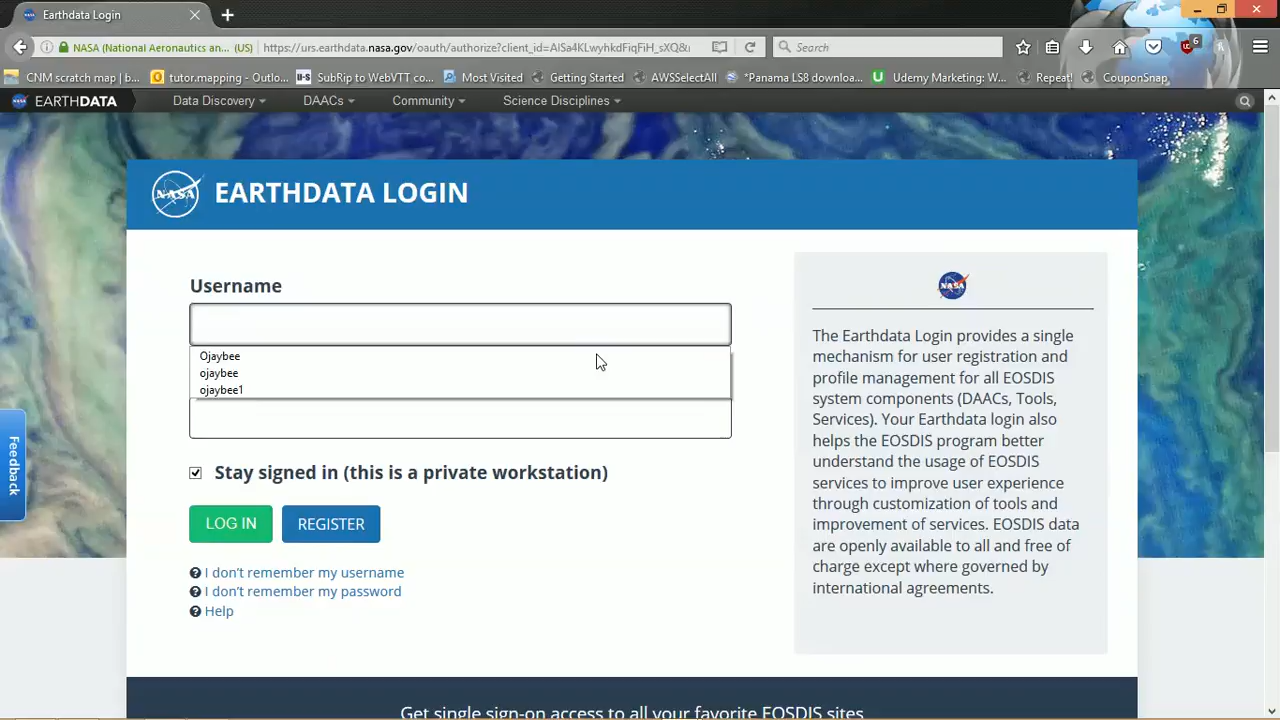 Earthdata Login
NASA (National Aeronautics an... (US)
https://urs.earthdata.nasa.gov/oauth/authorize?client_id=AlSa4KLwyhkdFiqFiH_sXQ&
Search
6
CNM scratch map | b...
tutor.mapping - Outlo...
SubRip to WebVTT co...
Most Visited
Getting Started
AWSSelectAll
*Panama LS8 downloa...
Udemy Marketing: W...
Repeat!
CouponSnap
EARTHDATA
Data Discovery
DAACs
Community
Science Disciplines
NASA
EARTHDATA LOGIN
Username
Ojaybee
ojaybee
ojaybee1
Stay signed in (this is a private workstation)
LOG IN
REGISTER
I don't remember my username
I don't remember my password
Help
Feedback
The Earthdata Login provides a single
mechanism for user registration and
profile management for all EOSDIS
system components (DAACs, Tools,
Services). Your Earthdata login also
helps the EOSDIS program better
understand the usage of EOSDIS
services to improve user experience
through customization of tools and
improvement of services. EOSDIS data
are openly available to all and free of
charge except where governed by
international agreements.
Get single sign-on access to all your favorite EOSDIS sites